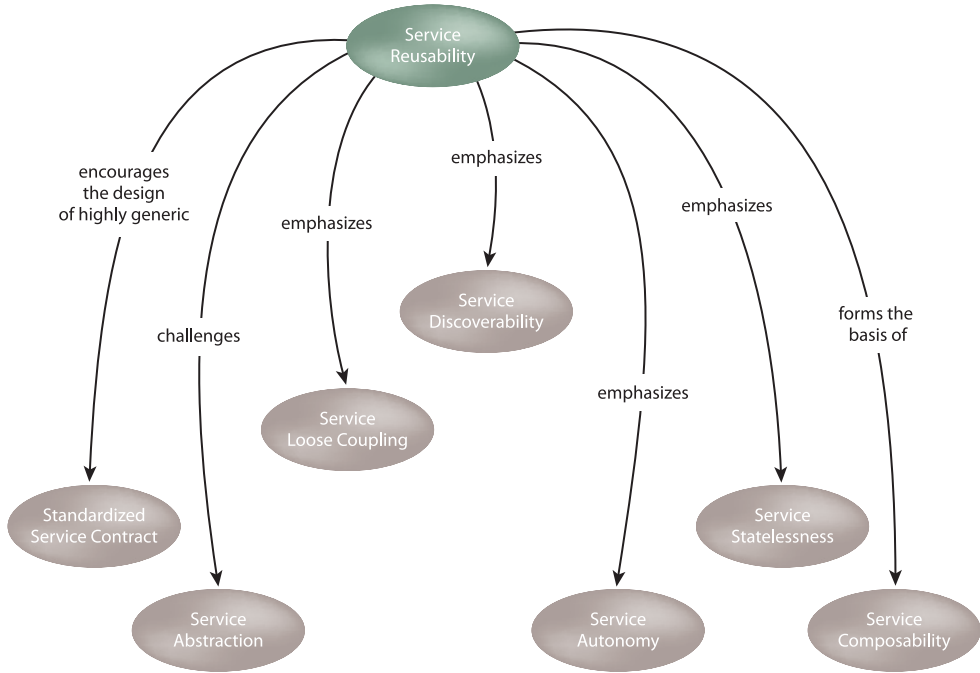 Service
Reusability
emphasizes
encourages
the design
of highly generic
emphasizes
emphasizes
Service
Discoverability
forms the
basis of
challenges
emphasizes
Service
Loose Coupling
Standardized
Service Contract
Service
Statelessness
Service
Abstraction
Service
Autonomy
Service
Composability